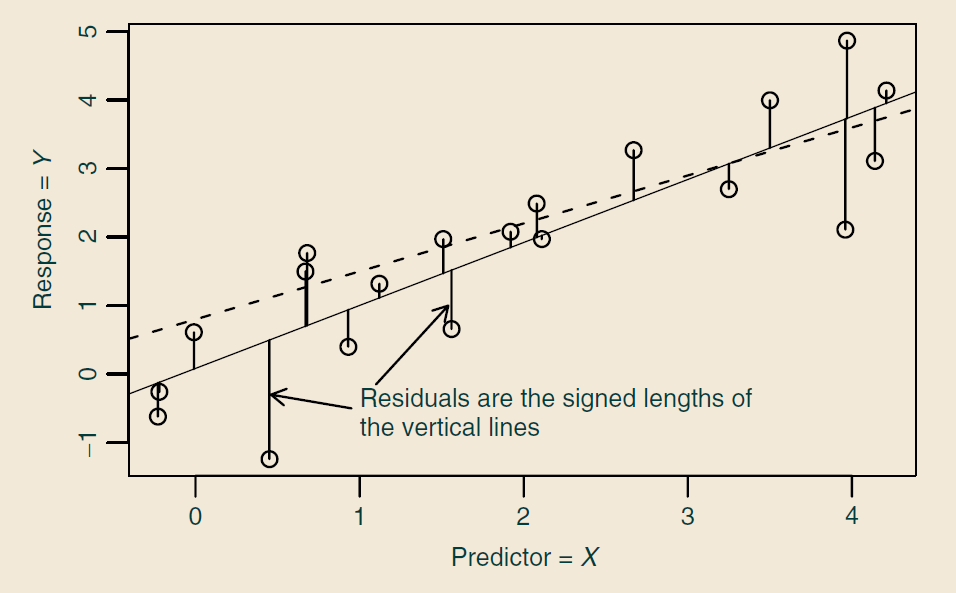 5
4
3
2
1
0
−1
Response = Y
Residuals are the signed lengths of
the vertical lines
0 1 2 3 4
Predictor = X